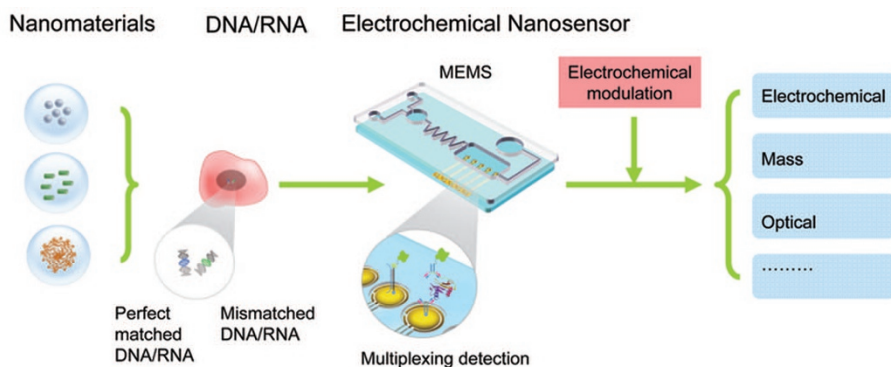 Nanomaterials
DNA/RNA
Electrochemical Nanosensor
MEMS
Electrochemical
modulation
Electrochemical
Mass
Optical
.........
Perfect
matched
DNA/RNA
Mismatched
DNA/RNA
Multiplexing detection